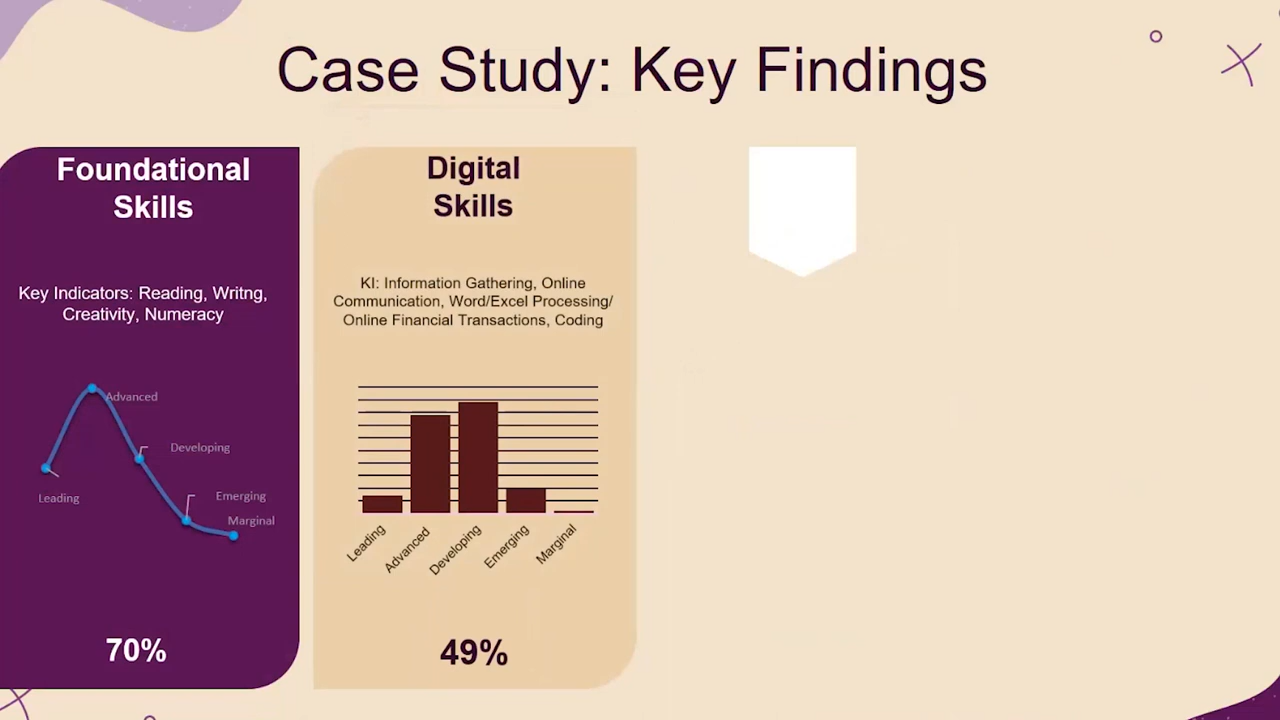 Case Study: Key Findings
Foundational
Skills
Key Indicators: Reading, Writng,
Creativity, Numeracy
Advanced
Developing
Leading
Emerging
Marginal
70%
Digital
Skills
KI: Information Gathering, Online
Communication, Word/Excel Processing/
Online Financial Transactions, Coding
Leading
Advanced
Developing
Emerging
Marginal
49%